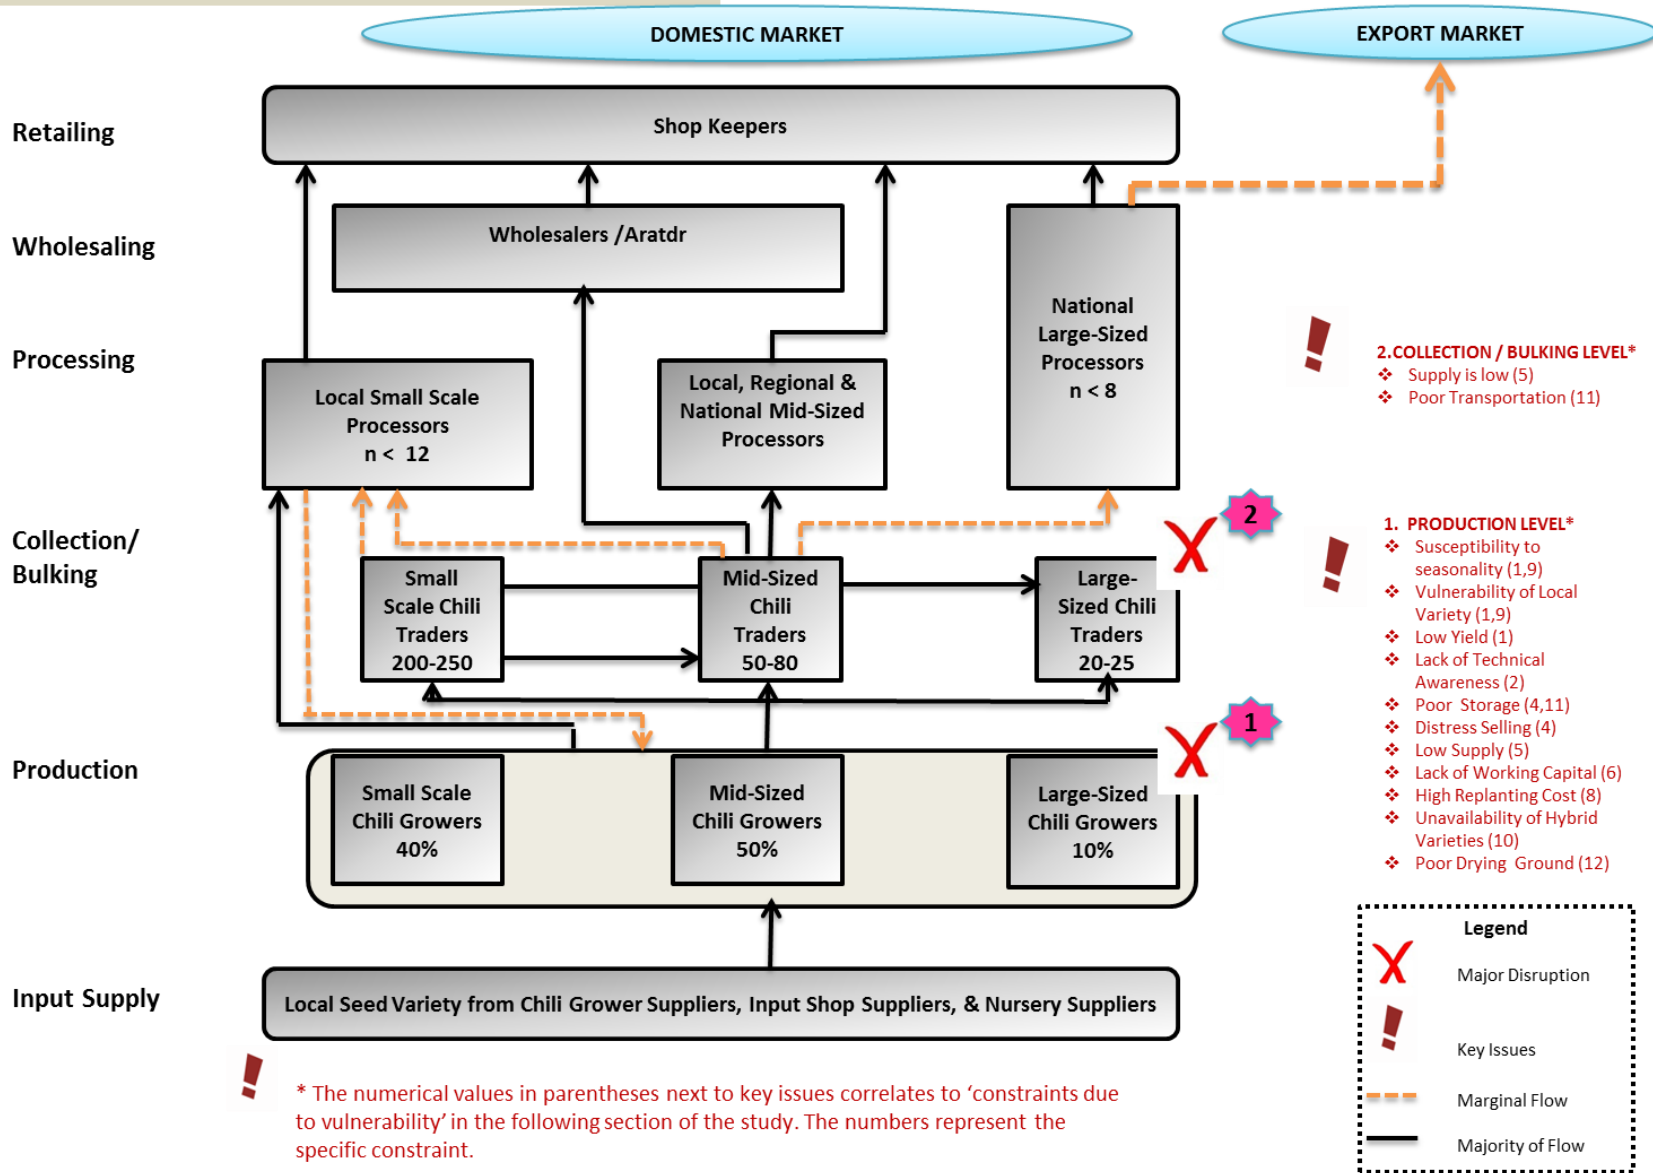 DOMESTIC MARKET
EXPORT MARKET
Retailing
Shop Keepers
Wholesaling
Wholesalers /Aratdr
Processing
Local Small Scale
Processors
n < 12
Local, Regional &
National Mid-Sized
Processors
National
Large-Sized
Processors
n < 8
2.COLLECTION / BULKING LEVEL*
❖ Supply is low (5)
❖ Poor Transportation (11)
Collection/
Bulking
Small
Scale Chili
Traders
200-250
Mid-Sized
Chili
Traders
50-80
Large-
Sized Chili
Traders
20-25
2
1. PRODUCTION LEVEL*
❖ Susceptibility to
seasonality (1,9)
❖ Vulnerability of Local
Variety (1,9)
❖ Low Yield (1)
❖ Lack of Technical
Awareness (2)
❖ Poor Storage (4,11)
❖ Distress Selling (4)
❖ Low Supply (5)
❖ Lack of Working Capital (6)
❖ High Replanting Cost (8)
❖ Unavailability of Hybrid
Varieties (10)
❖ Poor Drying Ground (12)
1
Production
Small Scale
Chili Growers
40%
Mid-Sized
Chili Growers
50%
Large-Sized
Chili Growers
10%
Input Supply
Local Seed Variety from Chili Grower Suppliers, Input Shop Suppliers, & Nursery Suppliers
Legend
Major Disruption
Key Issues
Marginal Flow
Majority of Flow
* The numerical values in parentheses next to key issues correlates to ‘constraints due
to vulnerability’ in the following section of the study. The numbers represent the
specific constraint.